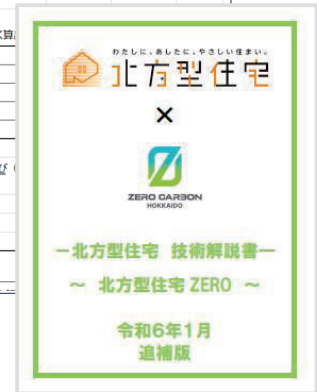 わたしに、あしたに、やさしい住まい。
北方型住宅
×
ZERO CARBON
HOKKAIDO
－北方型住宅 技術解説書－
～ 北方型住宅 ZERO ～
令和6年1月
追補版